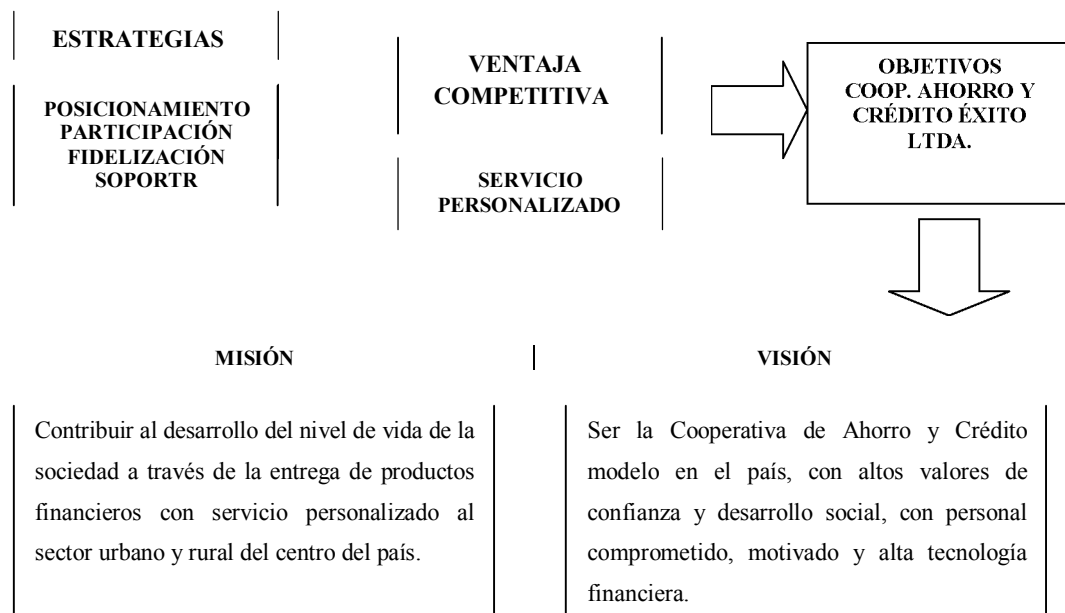 ESTRATEGIAS
POSICIONAMIENTO
PARTICIPACIÓN
FIDELIZACIÓN
SOPORTR
VENTAJA
COMPETITIVA
SERVICIO
PERSONALIZADO
OBJETIVOS
COOP. AHORRO Y
CRÉDITO ÉXITO
LTDA.
MISIÓN
Contribuir al desarrollo del nivel de vida de la
sociedad a través de la entrega de productos
financieros con servicio personalizado al
sector urbano y rural del centro del país.
VISIÓN
Ser la Cooperativa de Ahorro y Crédito
modelo en el país, con altos valores de
confianza y desarrollo social, con personal
comprometido, motivado y alta tecnología
financiera.